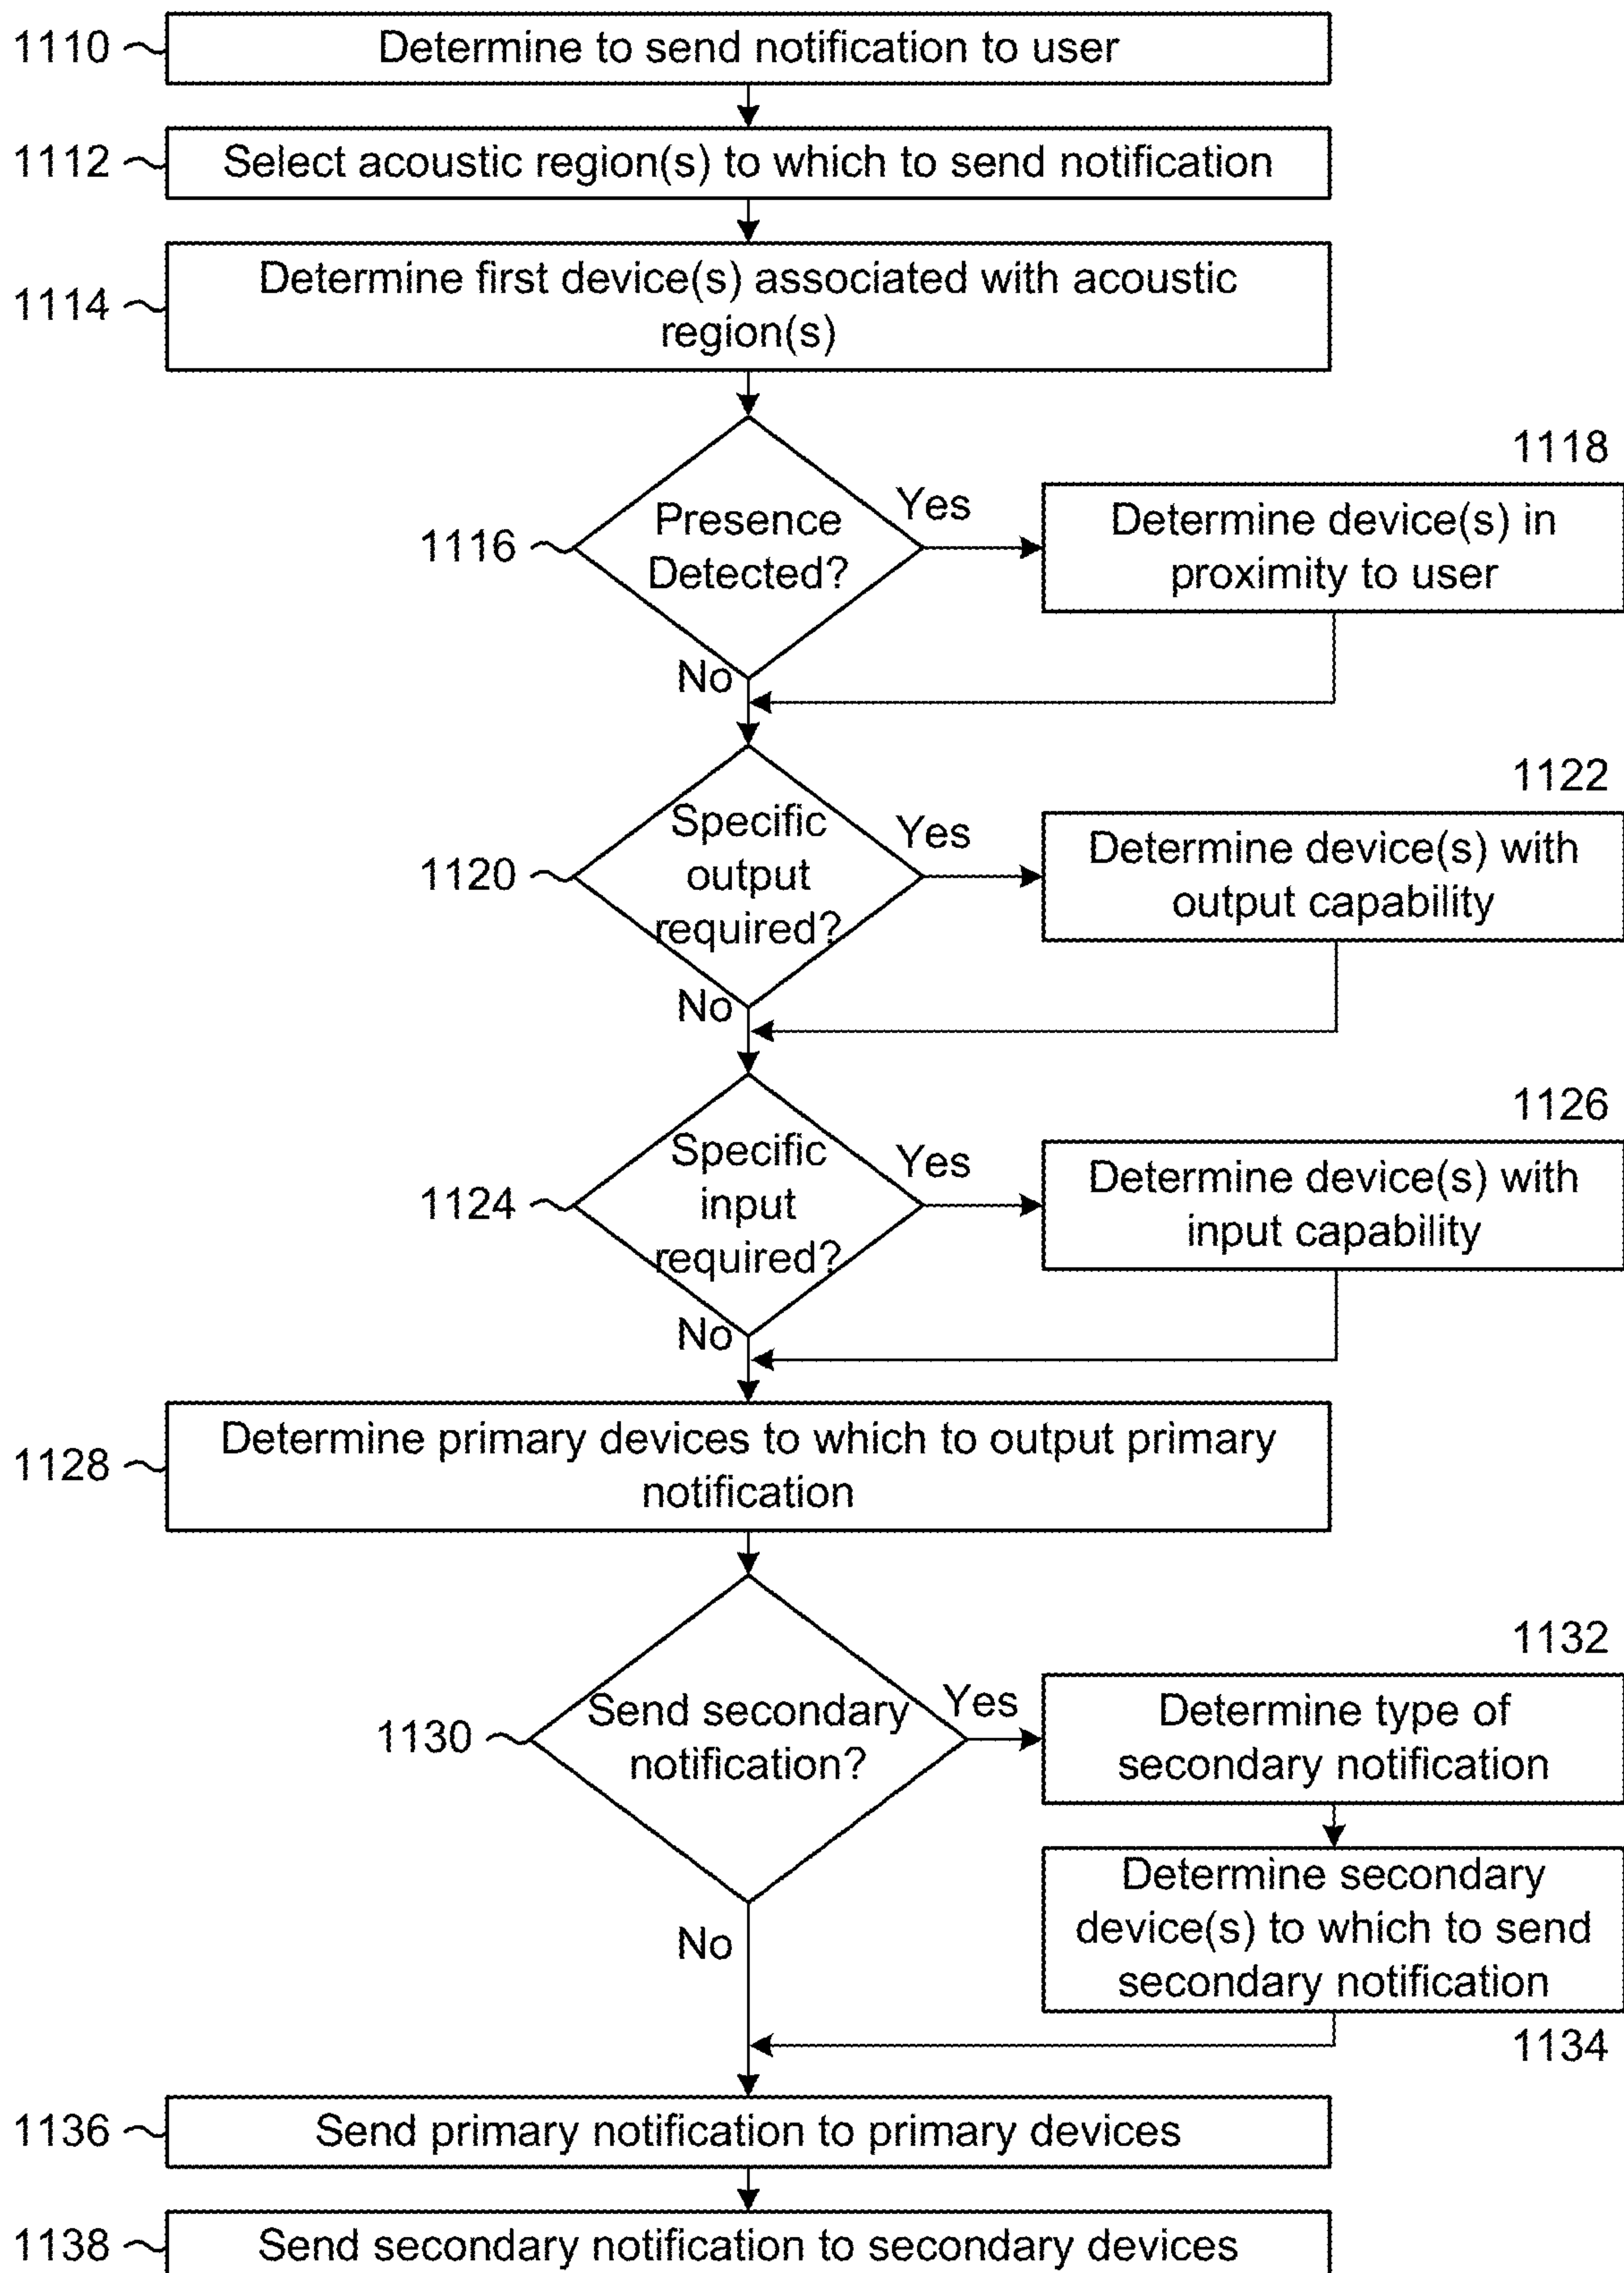 1110
Determine to send notification to user
1112
Select acoustic region(s) to which to send notification
1114
Determine first device(s) associated with acoustic
region(s)
1116
Presence
Detected?
Yes
1118
Determine device(s) in
proximity to user
No
1120
Specific
output
required?
Yes
1122
Determine device(s) with
output capability
No
1124
Specific
input
required?
Yes
1126
Determine device(s) with
input capability
No
1128
Determine primary devices to which to output primary
notification
1130
Send secondary
notification?
Yes
1132
Determine type of
secondary notification
Determine secondary
device(s) to which to send
secondary notification
1134
No
1136
Send primary notification to primary devices
1138
Send secondary notification to secondary devices